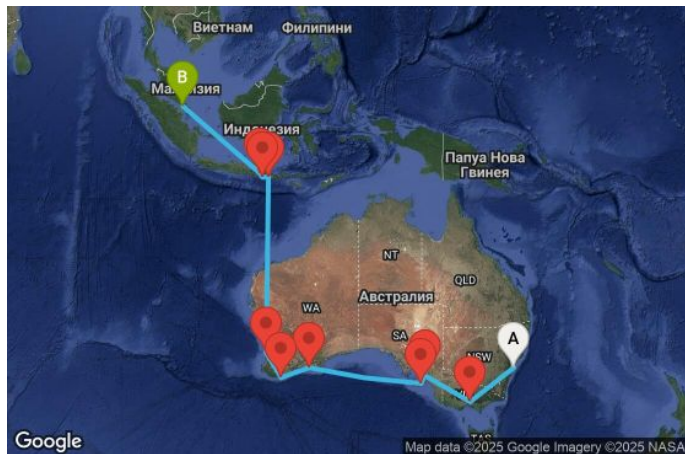 Виетнам
Филипини
B
Индонезия
Папуа Нова
Гвинея
NT
QLD
WA
Австралия
SA
A
NSW
Google
Map data ©2025 Google Imagery ©2025 NASA